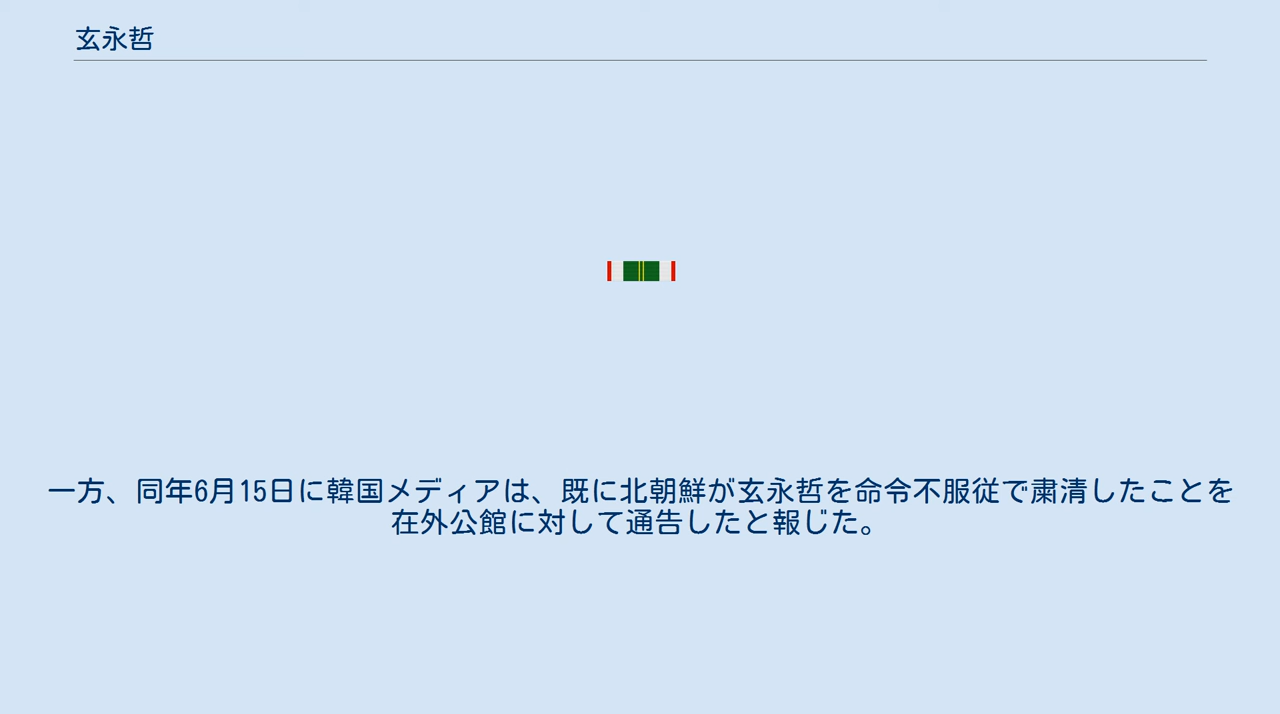 玄永哲
一方、同年6月15日に韓国メディアは、既に北朝鮮が玄永哲を命令不服従で粛清したことを
在外公館に対して通告したと報じた。